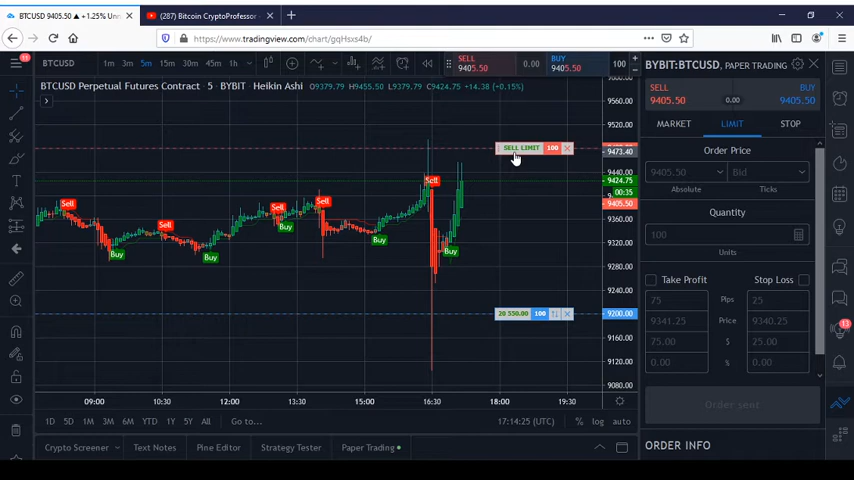 BTCUSD 9405.50 ▲ +1.25% Unn
(287) Bitcoin CryptoProfessor
https://www.tradingview.com/chart/gqHsxs4b/
11
BTCUSD
1m 3m 5m 15m 30m 45m 1h
SELL
9405.50
0.00
BUY
9405.50
100
BTCUSD Perpetual Futures Contract · 5 · BYBIT · Heikin Ashi O9379.79 H9455.50 L9379.79 C9424.75 +14.38 (+0.15%)
9560.00
9520.00
9473.40
9440.00
9424.75
00:35
9405.50
9360.00
9320.00
9280.00
9240.00
9200.00
9160.00
9120.00
9080.00
SELL LIMIT 100
Sell
Sell
Sell
Sell
Sell
Buy
Buy
Buy
Buy
Buy
20 550.00 100
09:00 10:30 12:00 13:30 15:00 16:30 18:00 19:30
1D 5D 1M 3M 6M YTD 1Y 5Y All Go to...
17:14:25 (UTC) % log auto
Crypto Screener Text Notes Pine Editor Strategy Tester Paper Trading
BYBIT:BTCUSD, PAPER TRADING
SELL
9405.50
0.00
BUY
9405.50
MARKET LIMIT STOP
Order Price
9405.50 Bid
Absolute Ticks
Quantity
100
Units
Take Profit Stop Loss
75 Pips 25
9341.25 Price 9340.25
75.00 $ 25.00
0.00 % 0.00
Order sent
ORDER INFO
13